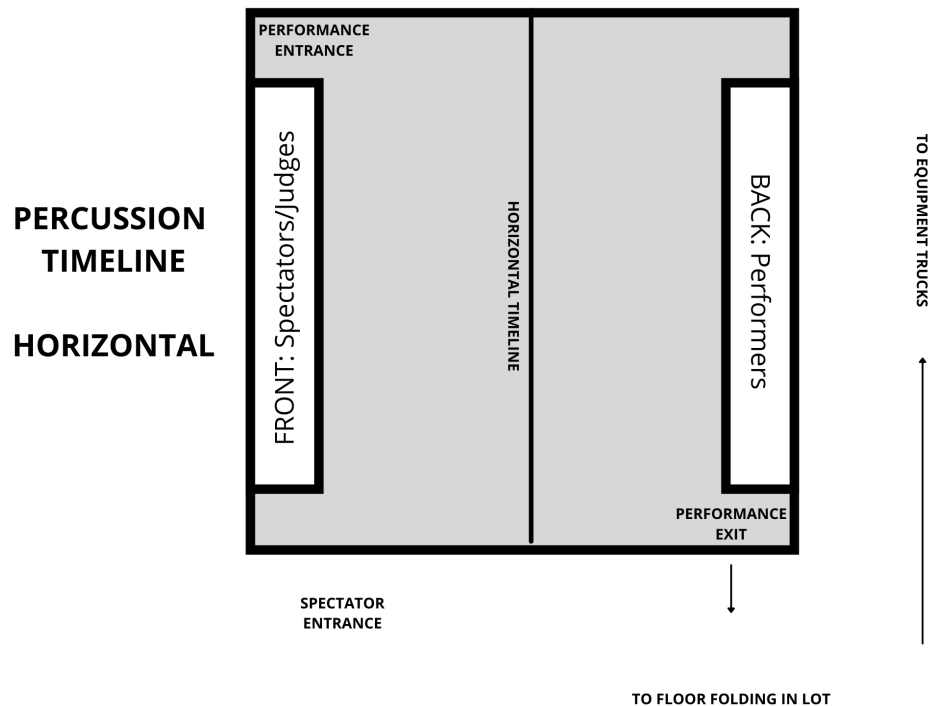 PERFORMANCE
ENTRANCE
PERCUSSION
TIMELINE
HORIZONTAL
FRONT: Spectators/Judges
HORIZONTAL TIMELINE
BACK: Performers
TO EQUIPMENT TRUCKS
PERFORMANCE
EXIT
SPECTATOR
ENTRANCE
TO FLOOR FOLDING IN LOT